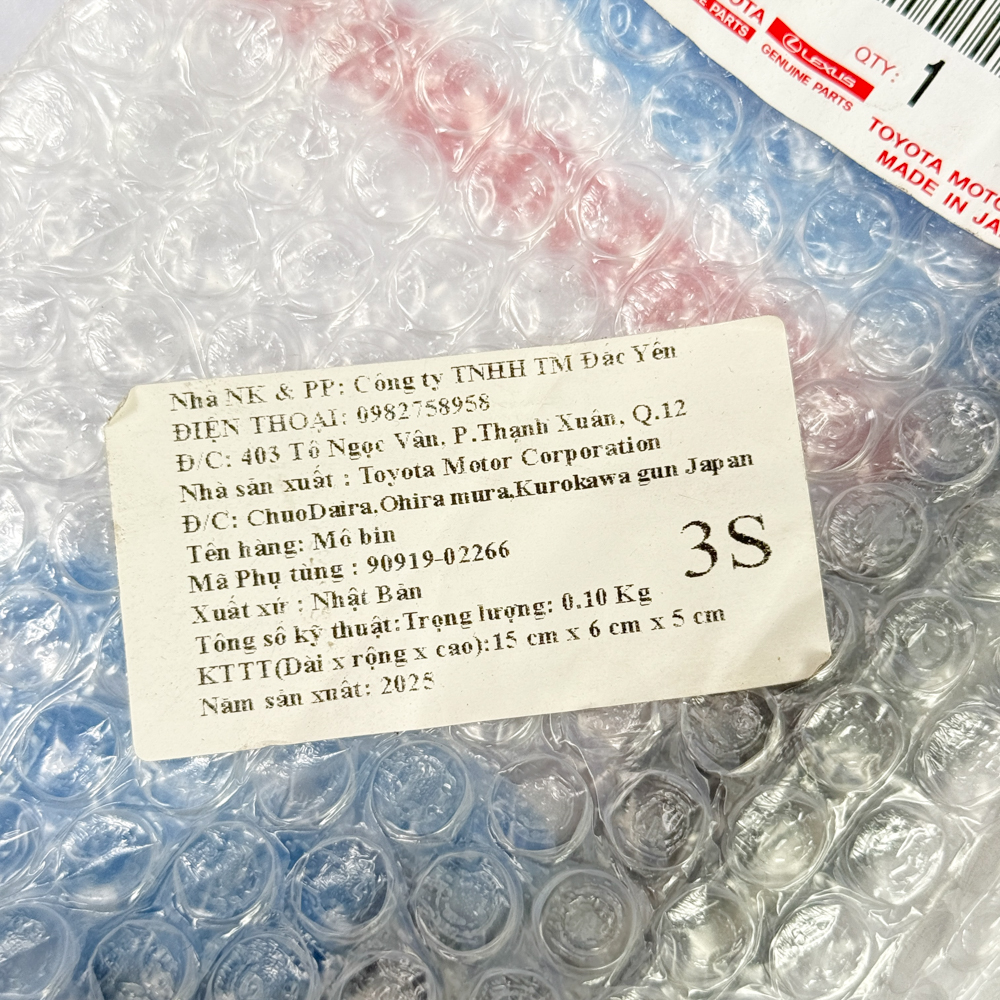 TOYOTA
PARTS
LEXUS
GENUINE PARTS
QTY: 1
TOYOTA
MADE IN
Nhà NK & PP: Công ty TNHH TM Đắc Yên
ĐIỆN THOẠI: 0982758958
Đ/C: 403 Tô Ngọc Vân, P.Thạnh Xuân, Q.12
Nhà sản xuất : Toyota Motor Corporation
Đ/C: ChuoDaira,Ohira mura,Kurokawa gun Japan
Tên hàng: Mô bin
Mã Phụ tùng : 90919-02266
3S
Xuất xứ : Nhật Bản
Tông số kỹ thuật:Trọng lượng: 0.10 Kg
KTTT(Dài x rộng x cao):15 cm x 6 cm x 5 cm
Năm sản xuất: 2025